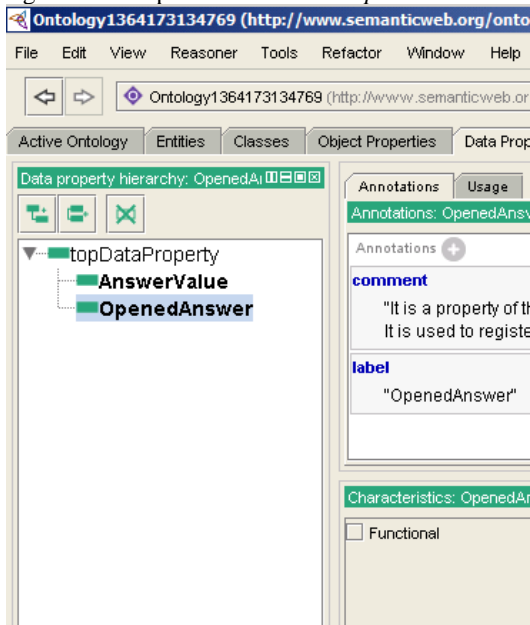 Ontology1364173134769 (http://www.semanticweb.org/onto
File Edit View Reasoner Tools Refactor Window Help
Ontology1364173134769 (http://www.semanticweb.or
Active Ontology Entities Classes Object Properties Data Prop
Data property hierarchy: OpenedA
topDataProperty
AnswerValue
OpenedAnswer
Annotations Usage
Annotations: OpenedAnsw
Annotations
comment
"It is a property of th
It is used to registe
label
"OpenedAnswer"
Characteristics: OpenedAn
Functional